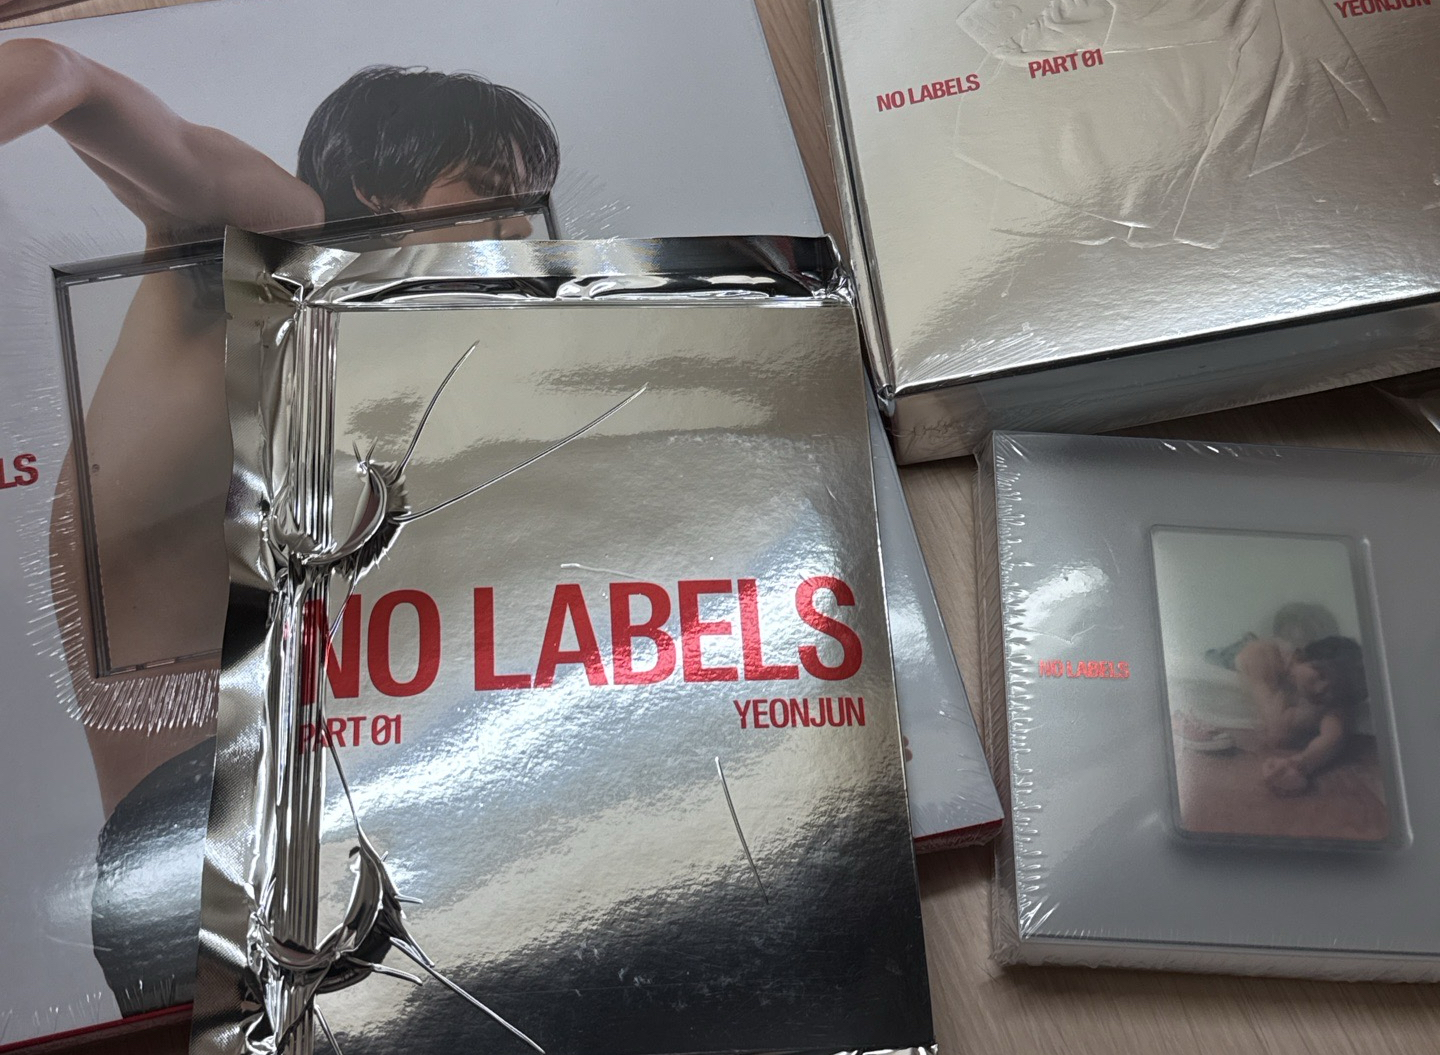 NO LABELS
PART 01
YEONJUN
LS
NO LABELS
PART 01
YEONJUN
NO LABELS